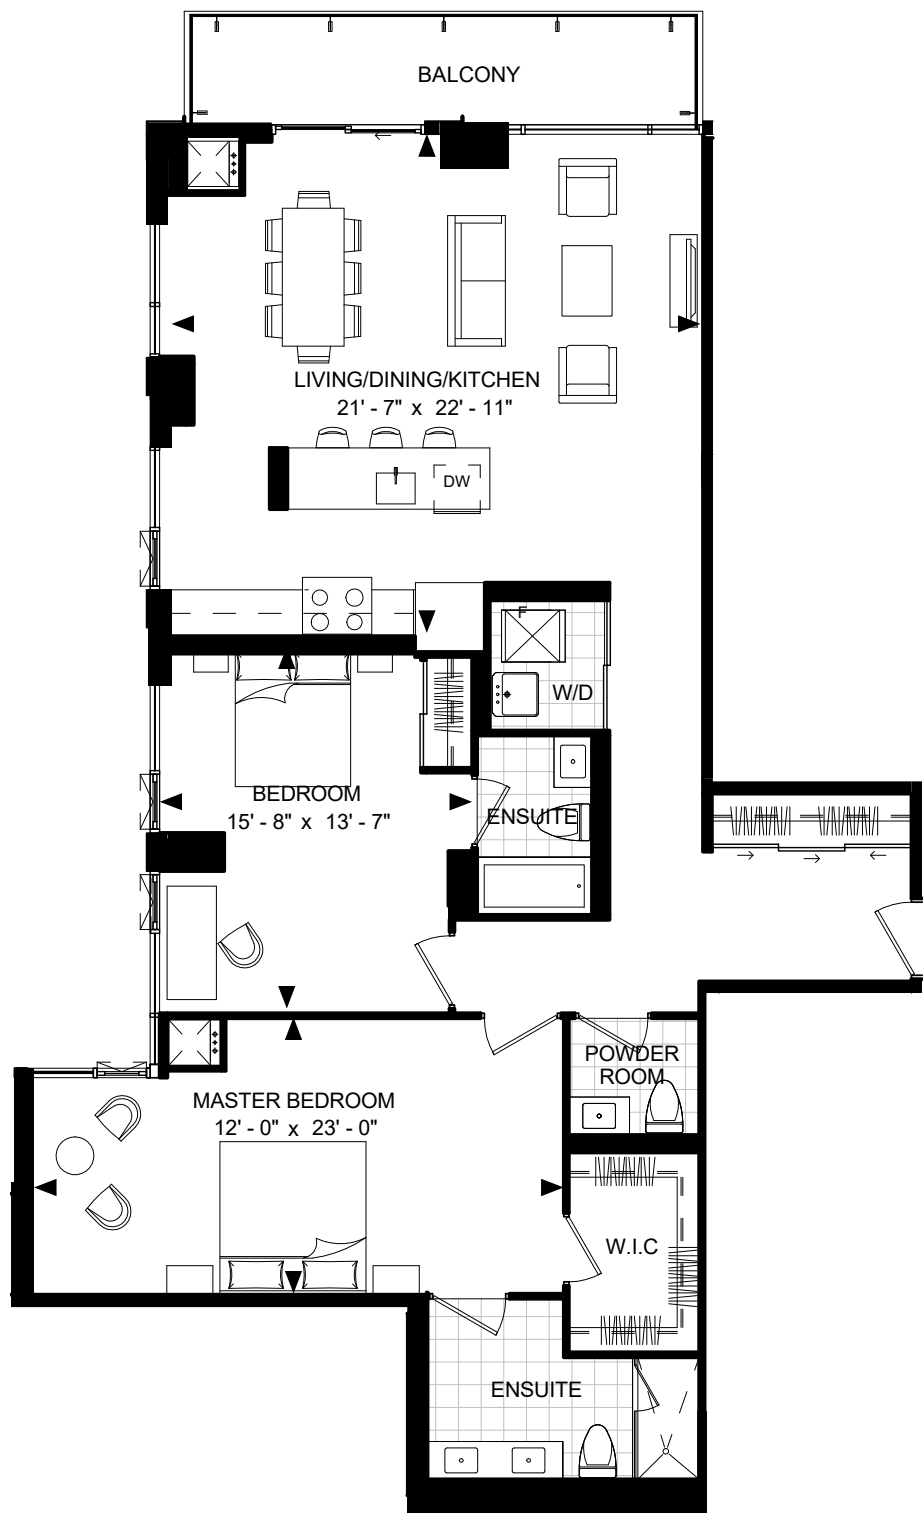 BALCONY
LIVING/DINING/KITCHEN
21' - 7" x 22' - 11"
DW
F
W/D
BEDROOM
15' - 8" x 13' - 7"
ENSUITE
POWDER
ROOM
MASTER BEDROOM
12' - 0" x 23' - 0"
W.I.C
ENSUITE